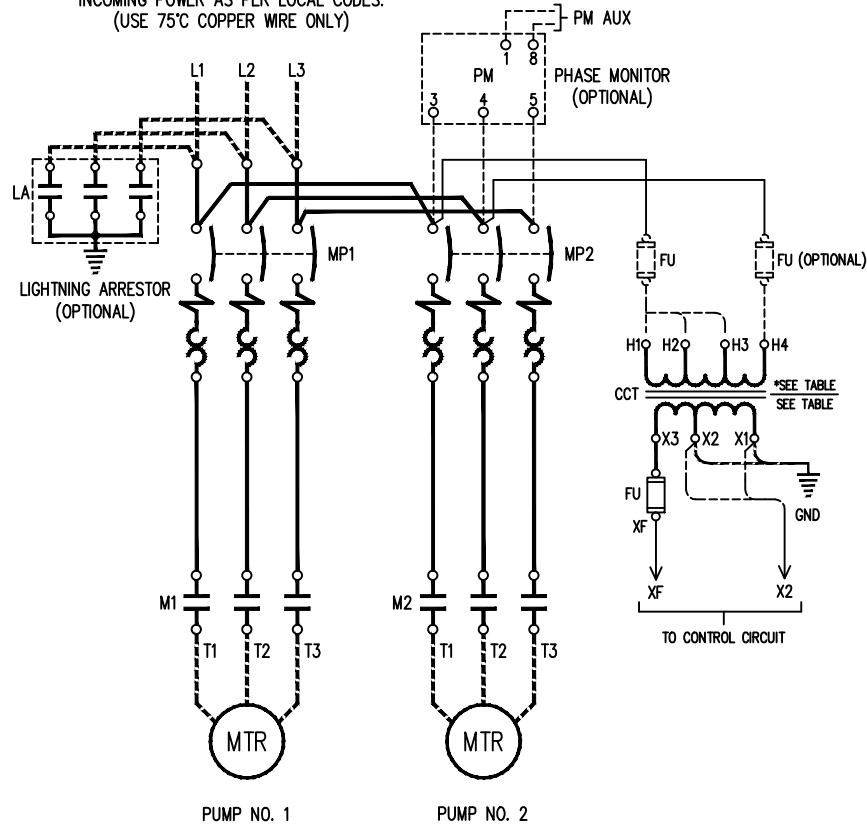 INCOMING POWER AS PER LOCAL CODES.
(USE 75°C COPPER WIRE ONLY)
PM AUX
1 8
PM
PHASE MONITOR
(OPTIONAL)
3 4 5
L1 L2 L3
LA
LIGHTNING ARRESTOR
(OPTIONAL)
MP1
MP2
FU
FU (OPTIONAL)
H1 H2 H3 H4
CCT
*SEE TABLE
SEE TABLE
X3 X2 X1
FU
XF
GND
XF X2
TO CONTROL CIRCUIT
M1
T1 T2 T3
M2
T1 T2 T3
MTR
MTR
PUMP NO. 1
PUMP NO. 2